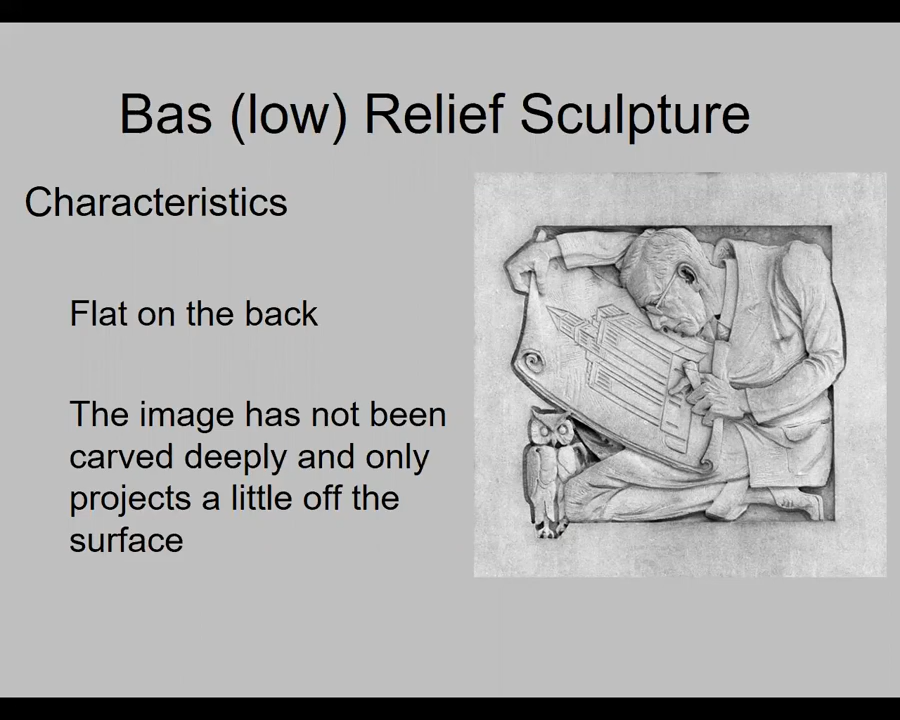 Bas (low) Relief Sculpture
Characteristics
Flat on the back
The image has not been
carved deeply and only
projects a little off the
surface